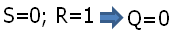 S=0; R=1 ➡ Q=0